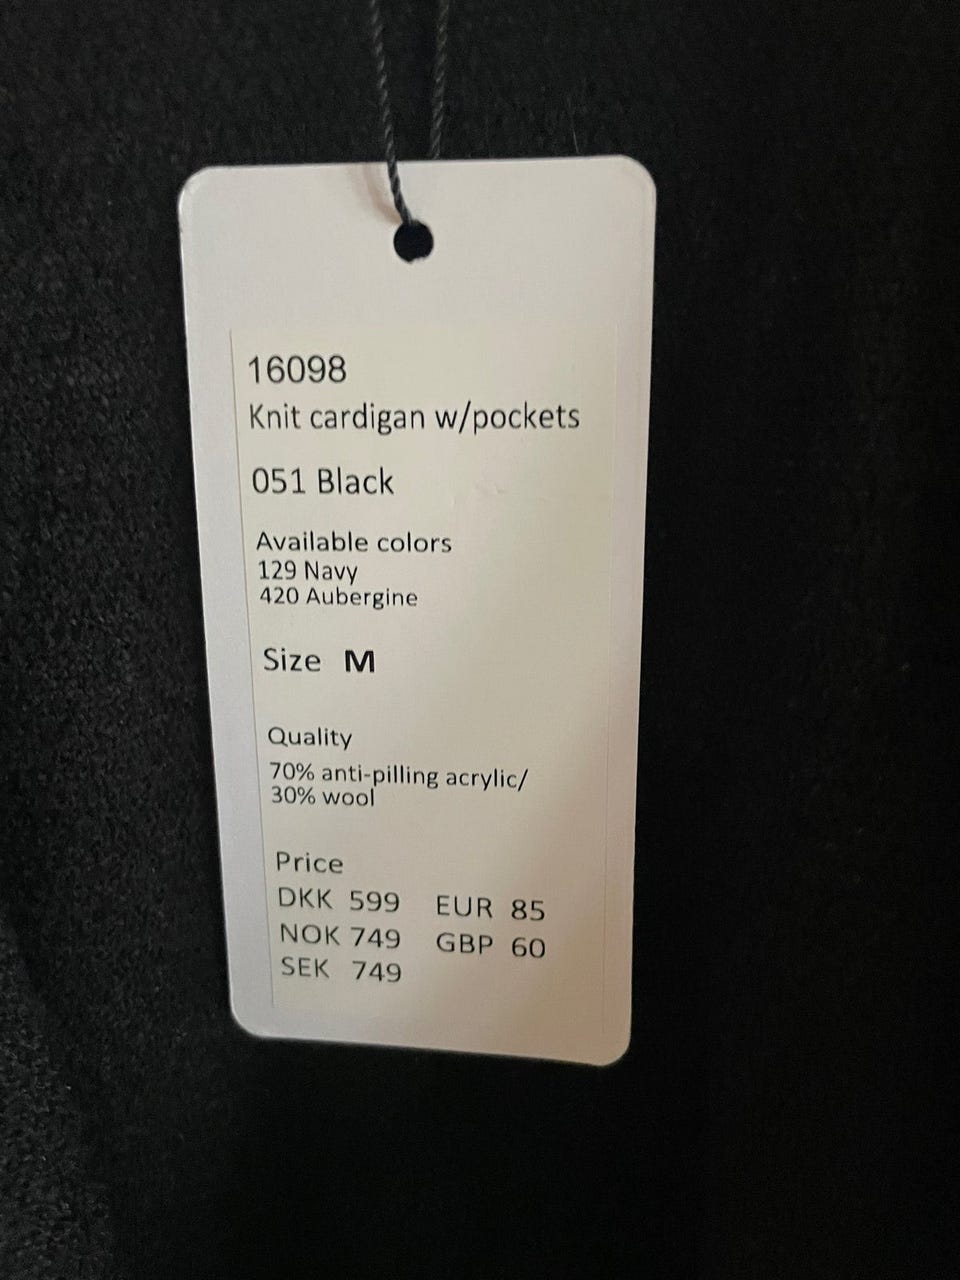 16098
Knit cardigan w/pockets
051 Black
Available colors
129 Navy
420 Aubergine
Size M
Quality
70% anti-pilling acrylic/
30% wool
Price
DKK 599 EUR 85
NOK 749 GBP 60
SEK 749